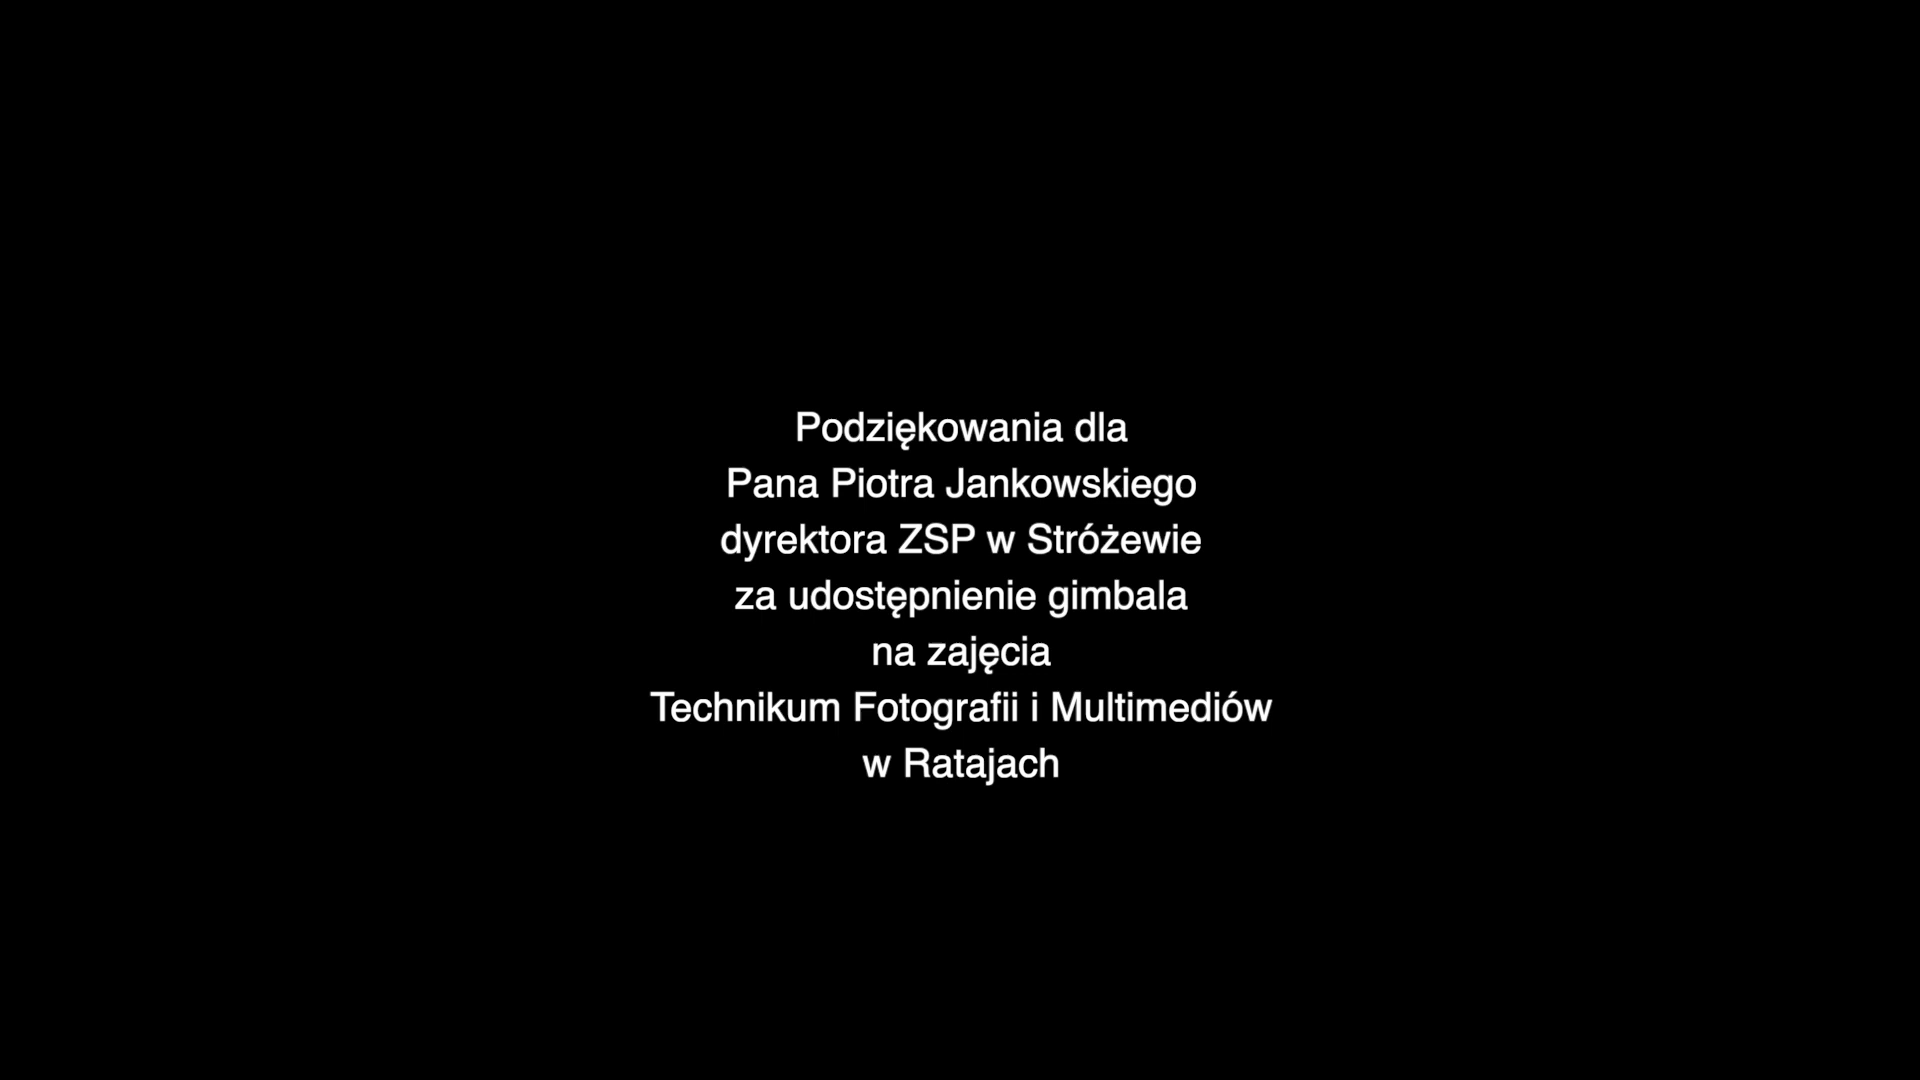 Podziękowania dla
Pana Piotra Jankowskiego
dyrektora ZSP w Stróżewie
za udostępnienie gimbala
na zajęcia
Technikum Fotografii i Multimediów
w Ratajach